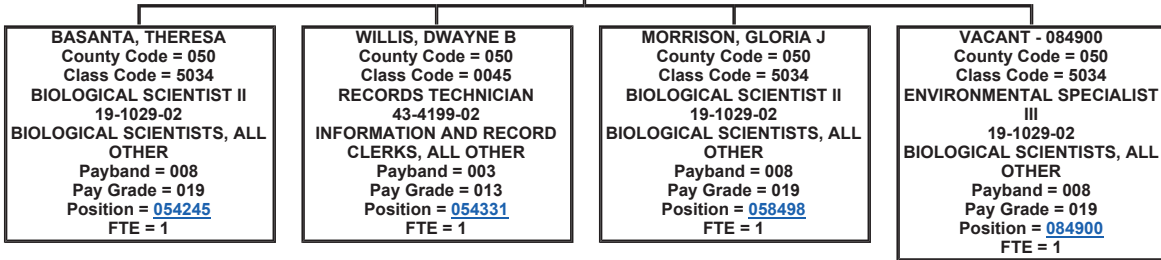 BASANTA, THERESA
County Code = 050
Class Code = 5034
BIOLOGICAL SCIENTIST II
19-1029-02
BIOLOGICAL SCIENTISTS, ALL
OTHER
Payband = 008
Pay Grade = 019
Position = 054245
FTE = 1
WILLIS, DWAYNE B
County Code = 050
Class Code = 0045
RECORDS TECHNICIAN
43-4199-02
INFORMATION AND RECORD
CLERKS, ALL OTHER
Payband = 003
Pay Grade = 013
Position = 054331
FTE = 1
MORRISON, GLORIA J
County Code = 050
Class Code = 5034
BIOLOGICAL SCIENTIST II
19-1029-02
BIOLOGICAL SCIENTISTS, ALL
OTHER
Payband = 008
Pay Grade = 019
Position = 058498
FTE = 1
VACANT - 084900
County Code = 050
Class Code = 5034
ENVIRONMENTAL SPECIALIST
III
19-1029-02
BIOLOGICAL SCIENTISTS, ALL
OTHER
Payband = 008
Pay Grade = 019
Position = 084900
FTE = 1